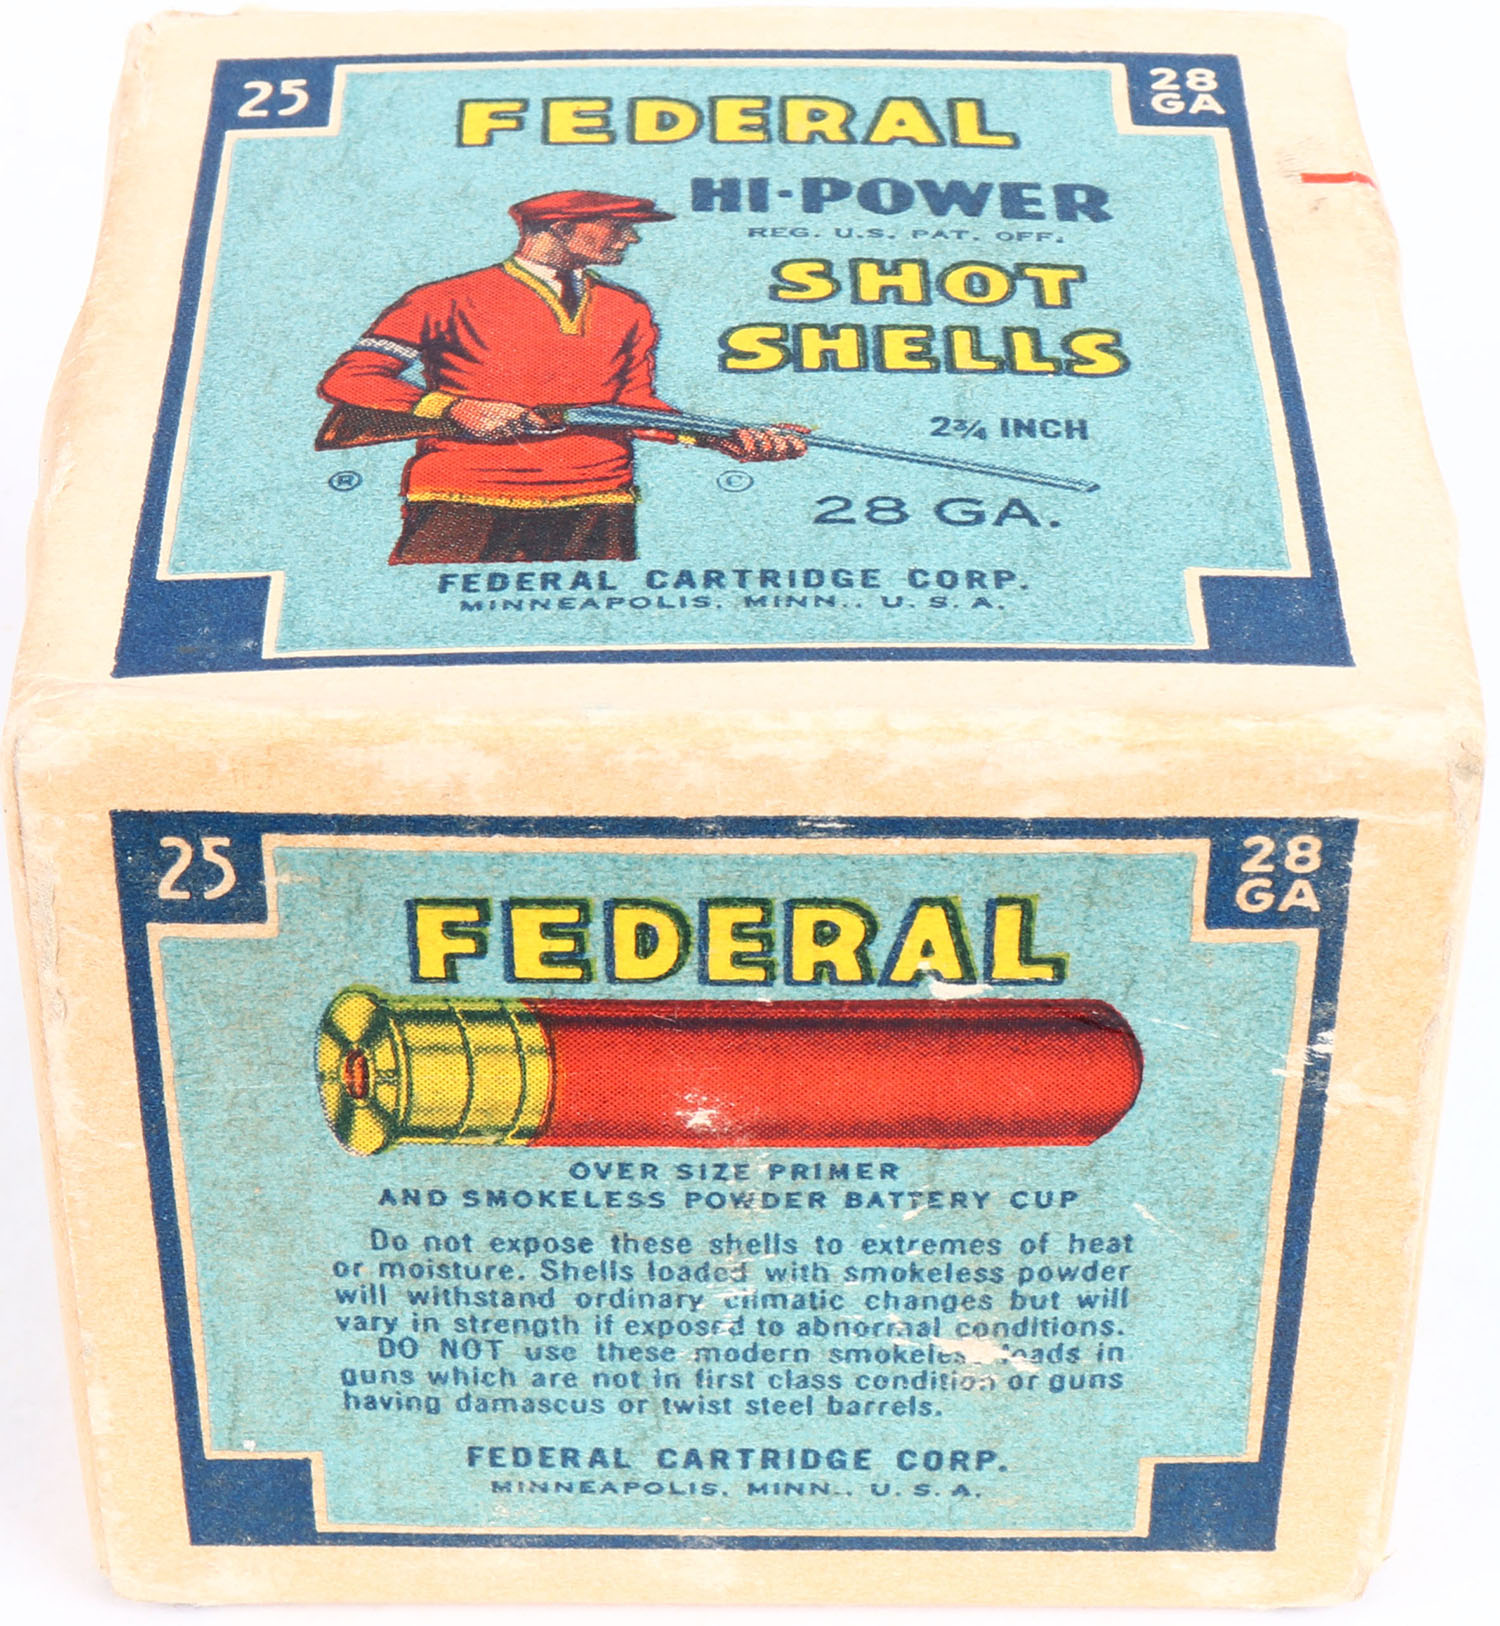 25
28
GA
FEDERAL
HI-POWER
REG. U.S. PAT. OFF.
SHOT
SHELLS
2¾ INCH
® ©
28 GA.
FEDERAL CARTRIDGE CORP.
MINNEAPOLIS, MINN., U. S. A.
25
28
GA
FEDERAL
OVER SIZE PRIMER
AND SMOKELESS POWDER BATTERY CUP
Do not expose these shells to extremes of heat
or moisture. Shells loaded with smokeless powder
will withstand ordinary climatic changes but will
vary in strength if exposed to abnormal conditions.
DO NOT use these modern smokeless loads in
guns which are not in first class condition or guns
having damascus or twist steel barrels.
FEDERAL CARTRIDGE CORP.
MINNEAPOLIS, MINN., U. S. A.